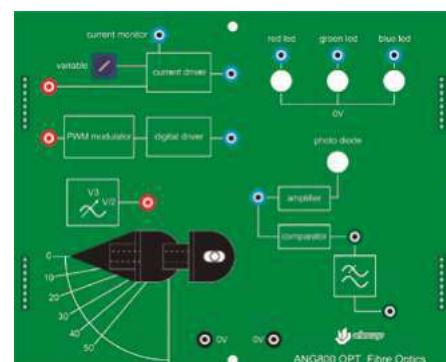 current monitor
red led
green led
blue led
variable
current driver
0V
PWM modulator
digital driver
photo diode
V3
V/2
amplifier
comparator
0
10
20
30
40
50
0V
0V
ANG800 OPT Fibre Optics